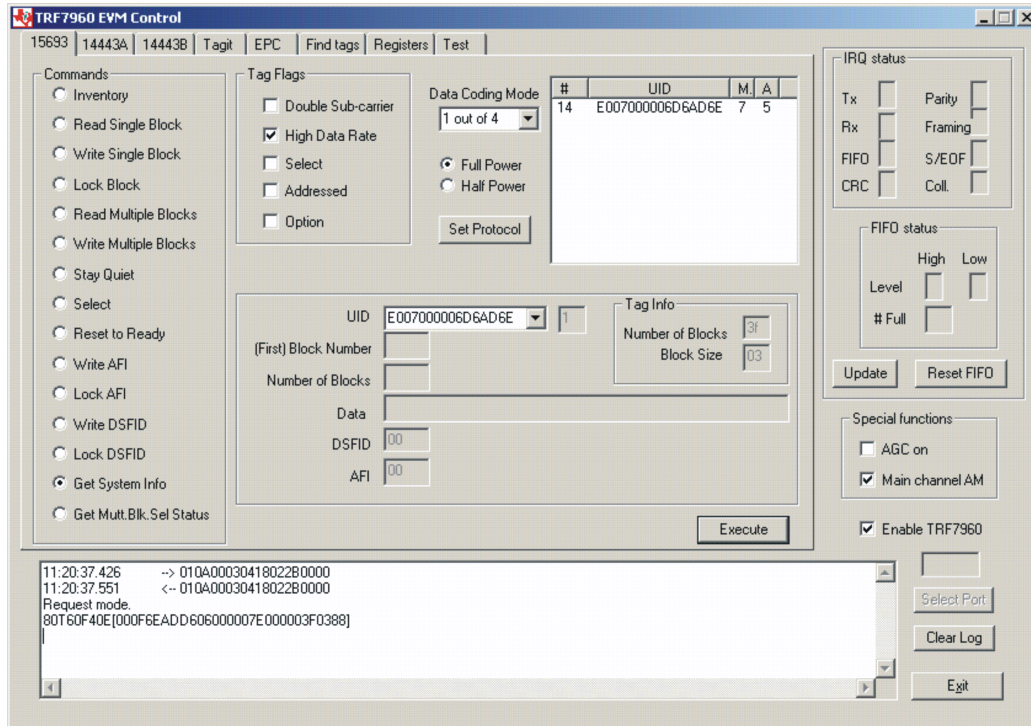 TRF7960 EVM Control
15693 14443A 14443B Tagit EPC Find tags Registers Test
Commands
Inventory
Read Single Block
Write Single Block
Lock Block
Read Multiple Blocks
Write Multiple Blocks
Stay Quiet
Select
Reset to Ready
Write AFI
Lock AFI
Write DSFID
Lock DSFID
Get System Info
Get Mutt.Blk.Sel Status
Tag Flags
Double Sub-carrier
High Data Rate
Select
Addressed
Option
Data Coding Mode
1 out of 4
Full Power
Half Power
Set Protocol
# UID M. A
14 E007000006D6AD6E 7 5
UID E007000006D6AD6E 1
(First) Block Number
Number of Blocks
Data
DSFID 00
AFI 00
Tag Info
Number of Blocks 3f
Block Size 03
Execute
IRQ status
Tx Parity
Rx Framing
FIFO S/EOF
CRC Coll.
FIFO status
High Low
Level
# Full
Update Reset FIFO
Special functions
AGC on
Main channel AM
Enable TRF7960
Select Port
Clear Log
Exit
11:20:37.426 --> 010A00030418022B0000
11:20:37.551 <-- 010A00030418022B0000
Request mode.
80T60F40E[000F6EADD606000007E000003F0388]